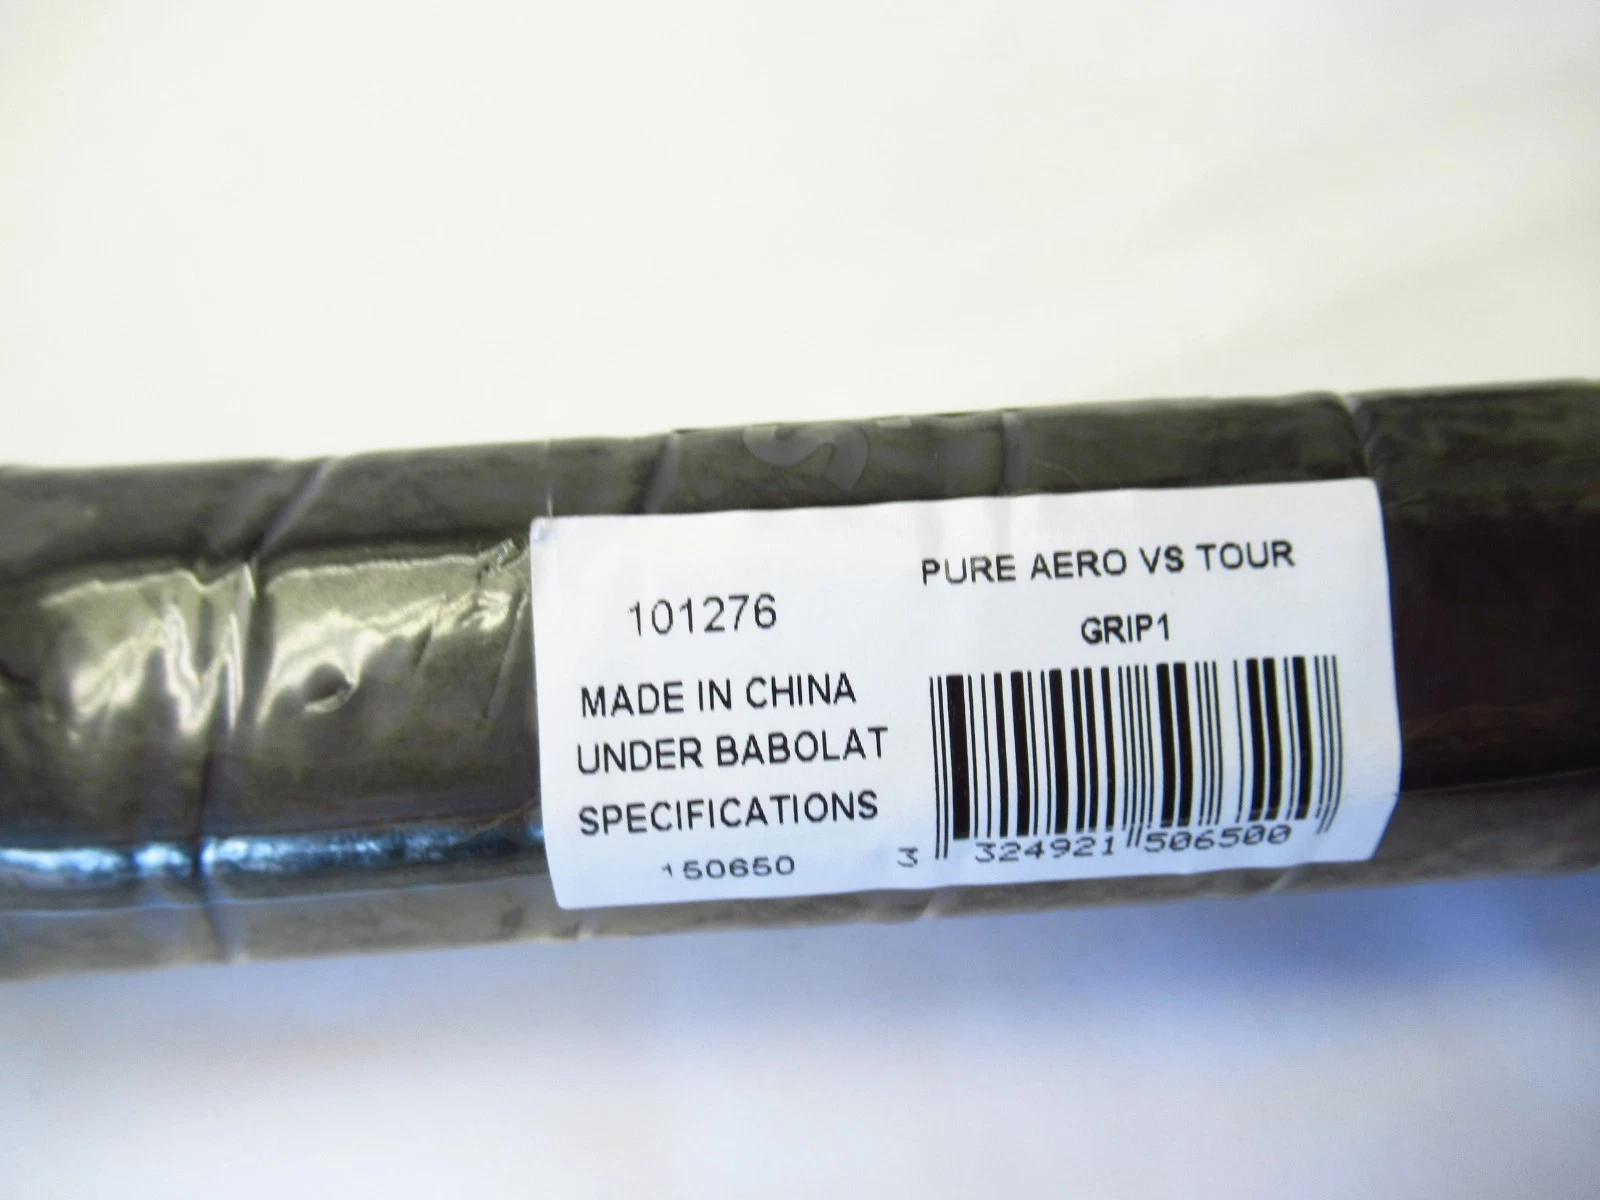 101276
MADE IN CHINA
UNDER BABOLAT
SPECIFICATIONS
150650
PURE AERO VS TOUR
GRIP1
3 324921 506500